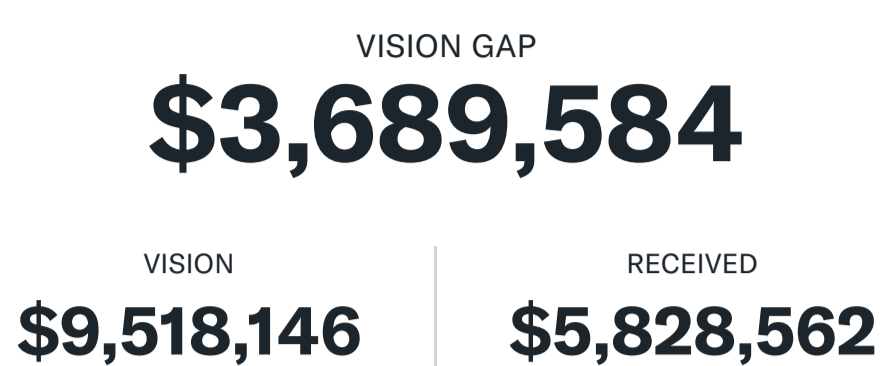 VISION GAP
$3,689,584
VISION
RECEIVED
$9,518,146
$5,828,562